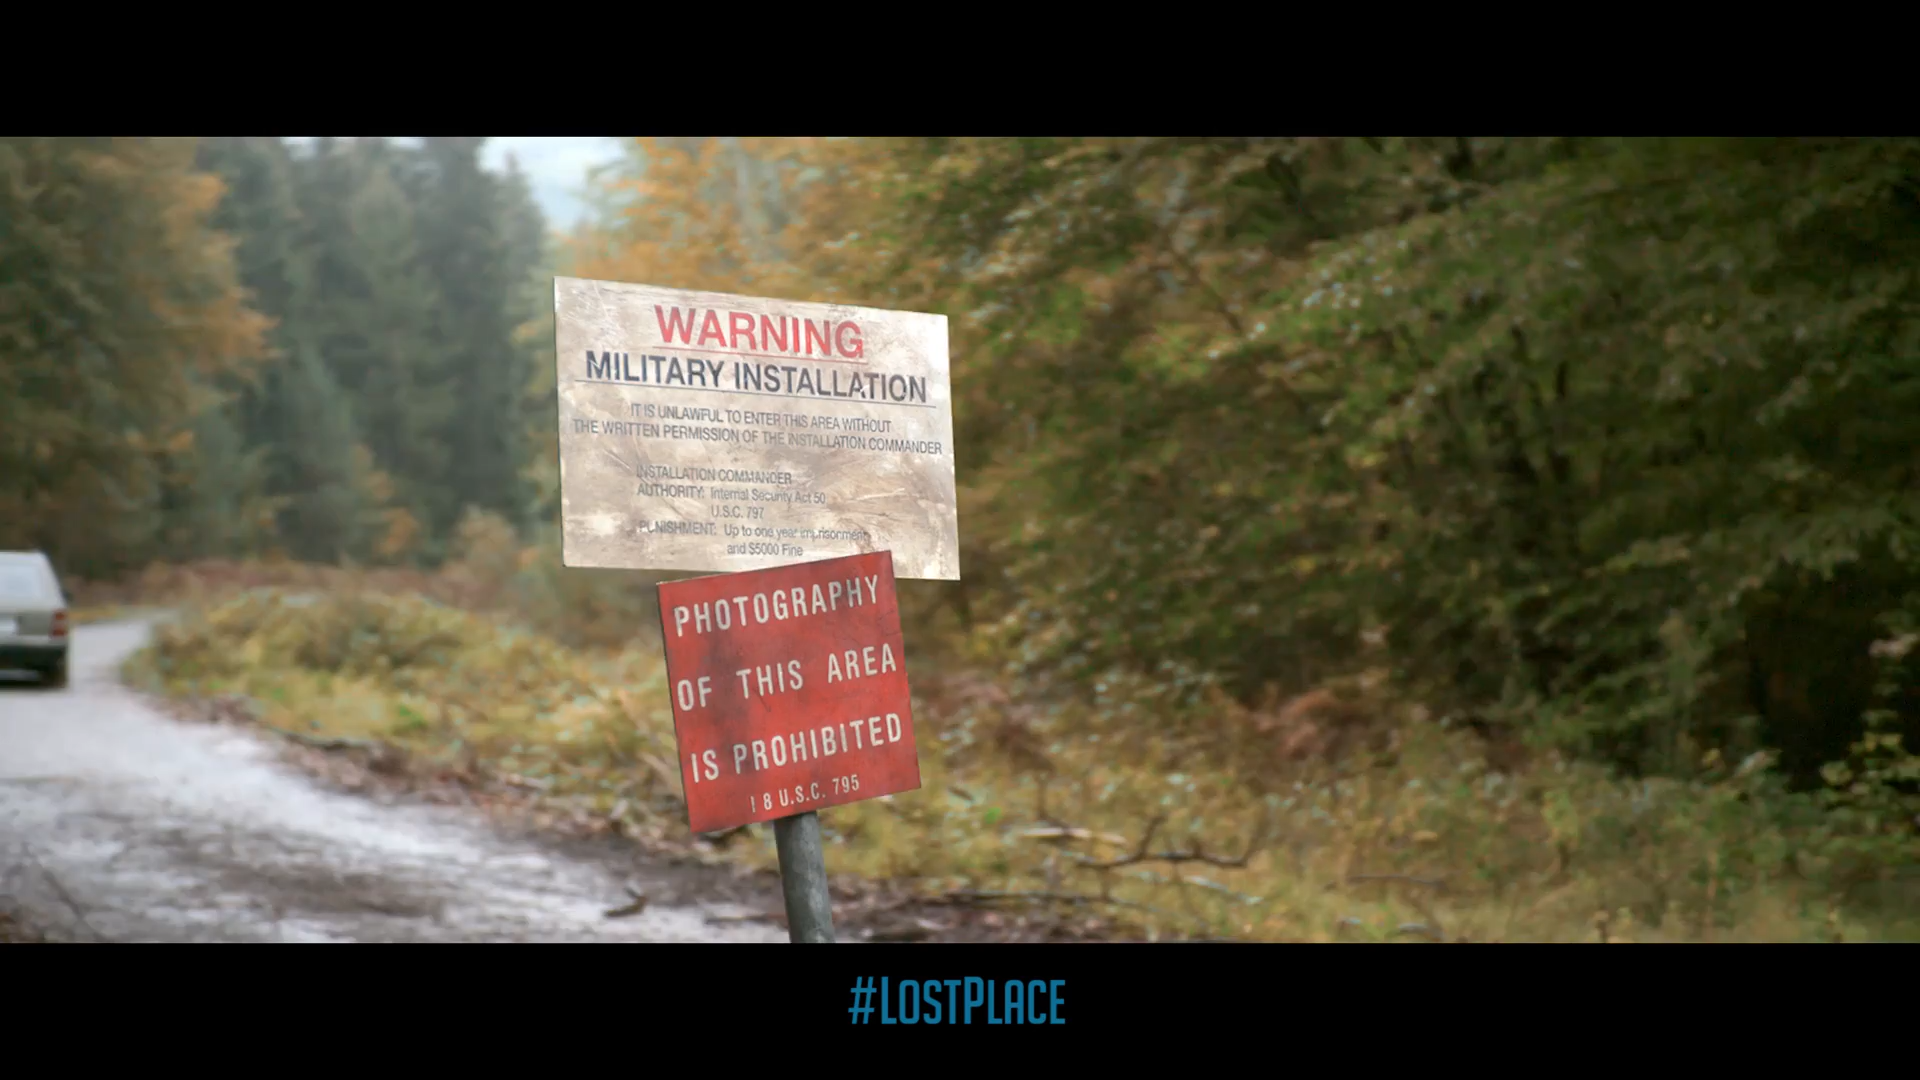 WARNING
MILITARY INSTALLATION
IT IS UNLAWFUL TO ENTER THIS AREA WITHOUT
THE WRITTEN PERMISSION OF THE INSTALLATION COMMANDER
INSTALLATION COMMANDER
AUTHORITY: Internal Security Act 50
U.S.C. 797
PUNISHMENT: Up to one year imprisonment
and $5000 Fine
PHOTOGRAPHY
OF THIS AREA
IS PROHIBITED
18 U.S.C. 795
#LOSTPLACE